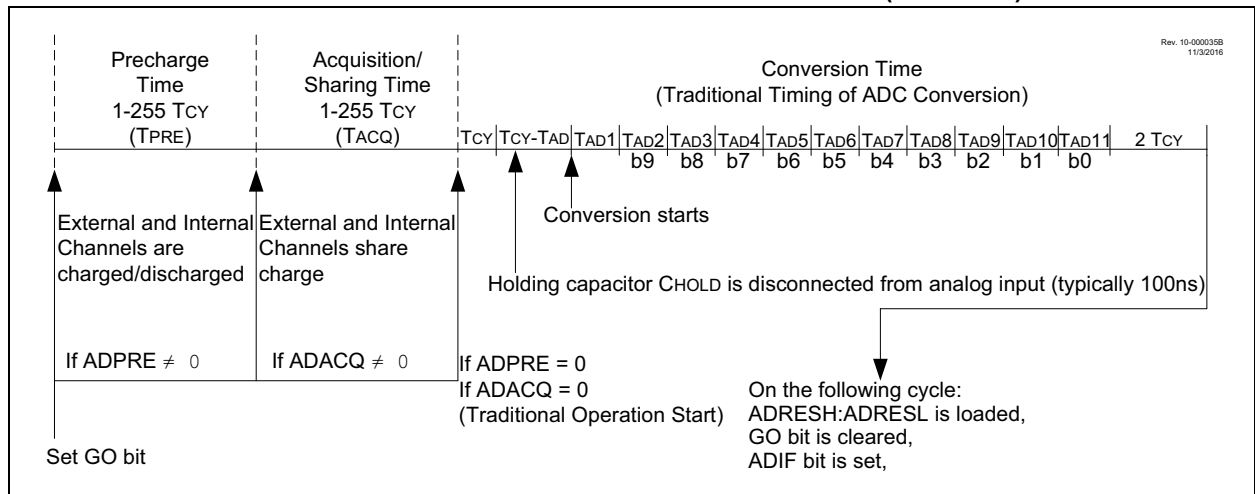 Rev. 10-000035B
11/3/2016
Precharge
Time
1-255 TCY
(TPRE)
Acquisition/
Sharing Time
1-255 TCY
(TACQ)
Conversion Time
(Traditional Timing of ADC Conversion)
TCY TCY-TAD TAD1 TAD2 TAD3 TAD4 TAD5 TAD6 TAD7 TAD8 TAD9 TAD10 TAD11 2 TCY
b9 b8 b7 b6 b5 b4 b3 b2 b1 b0
External and Internal
Channels are
charged/discharged
External and Internal
Channels share
charge
Conversion starts
Holding capacitor CHOLD is disconnected from analog input (typically 100ns)
If ADPRE ≠ 0
If ADACQ ≠ 0
If ADPRE = 0
If ADACQ = 0
(Traditional Operation Start)
On the following cycle:
ADRESH:ADRESL is loaded,
GO bit is cleared,
ADIF bit is set,
Set GO bit